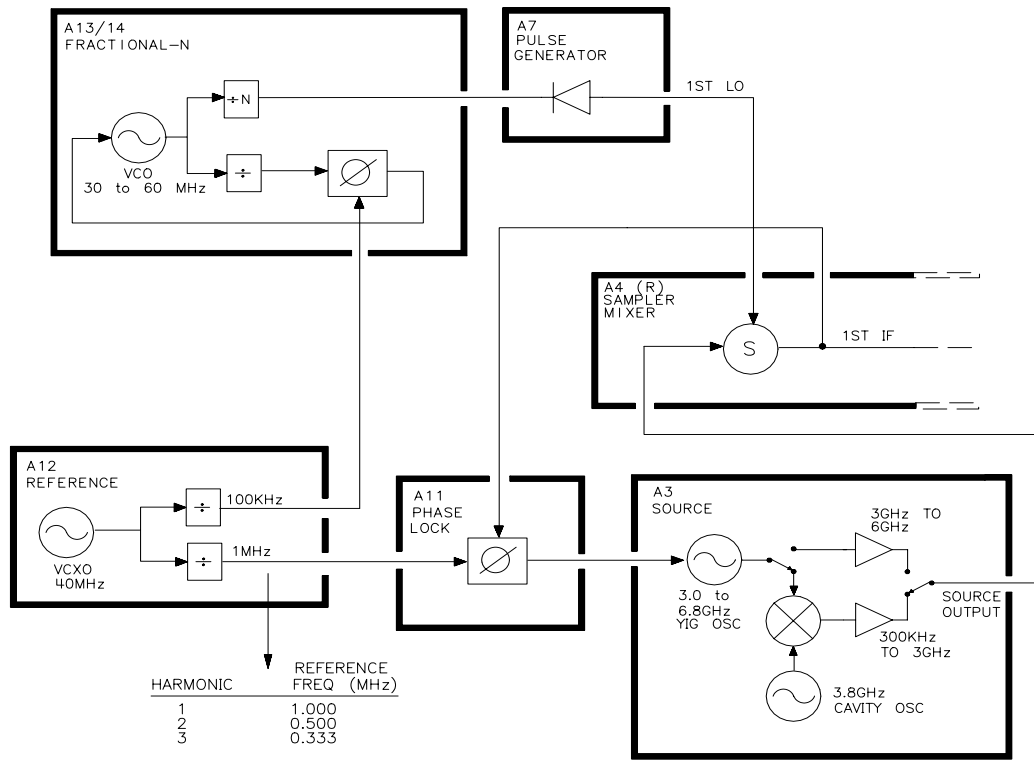 A13/14
FRACTIONAL-N
÷N
VCO
30 to 60 MHz
÷
A7
PULSE
GENERATOR
1ST LO
A4 (R)
SAMPLER
MIXER
S
1ST IF
A12
REFERENCE
÷
100KHz
÷
1MHz
VCXO
40MHz
A11
PHASE
LOCK
A3
SOURCE
3.0 to
6.8GHz
YIG OSC
3GHz TO
6GHz
300KHz
TO 3GHz
SOURCE
OUTPUT
3.8GHz
CAVITY OSC
HARMONIC REFERENCE
FREQ (MHz)
1 1.000
2 0.500
3 0.333